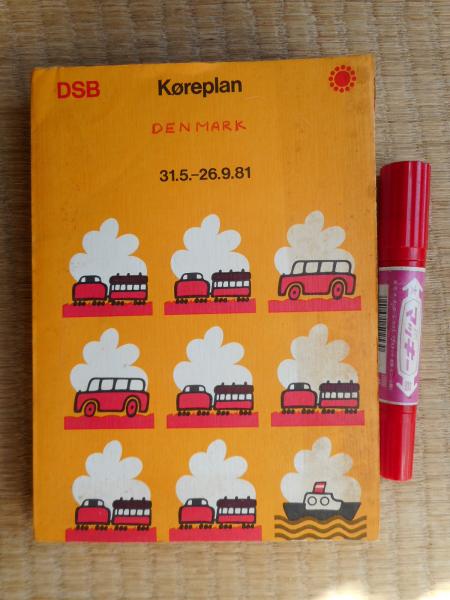 DSB Køreplan
DENMARK
31.5.–26.9.81
マッキー